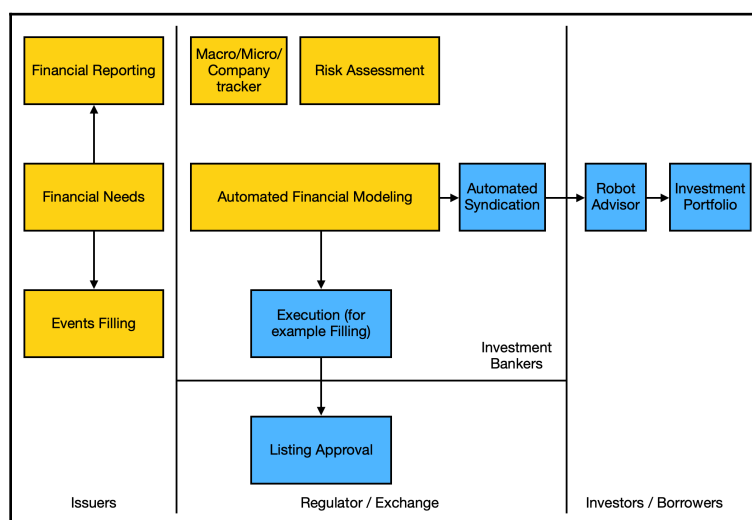 Financial Reporting
Macro/Micro/
Company
tracker
Risk Assessment
Financial Needs
Automated Financial Modeling
Automated
Syndication
Robot
Advisor
Investment
Portfolio
Events Filling
Execution (for
example Filling)
Investment
Bankers
Listing Approval
Issuers
Regulator / Exchange
Investors / Borrowers